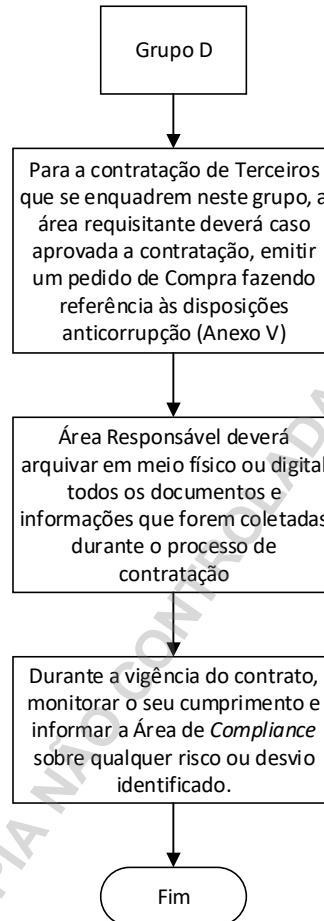 Grupo D
Para a contratação de Terceiros
que se enquadrem neste grupo, a
área requisitante deverá caso
aprovada a contratação, emitir
um pedido de Compra fazendo
referência às disposições
anticorrupção (Anexo V)
Área Responsável deverá
arquivar em meio físico ou digital
todos os documentos e
informações que forem coletadas
durante o processo de
contratação
Durante a vigência do contrato,
monitorar o seu cumprimento e
informar a Área de Compliance
sobre qualquer risco ou desvio
identificado.
Fim
PIA NÃO CONTROLADA